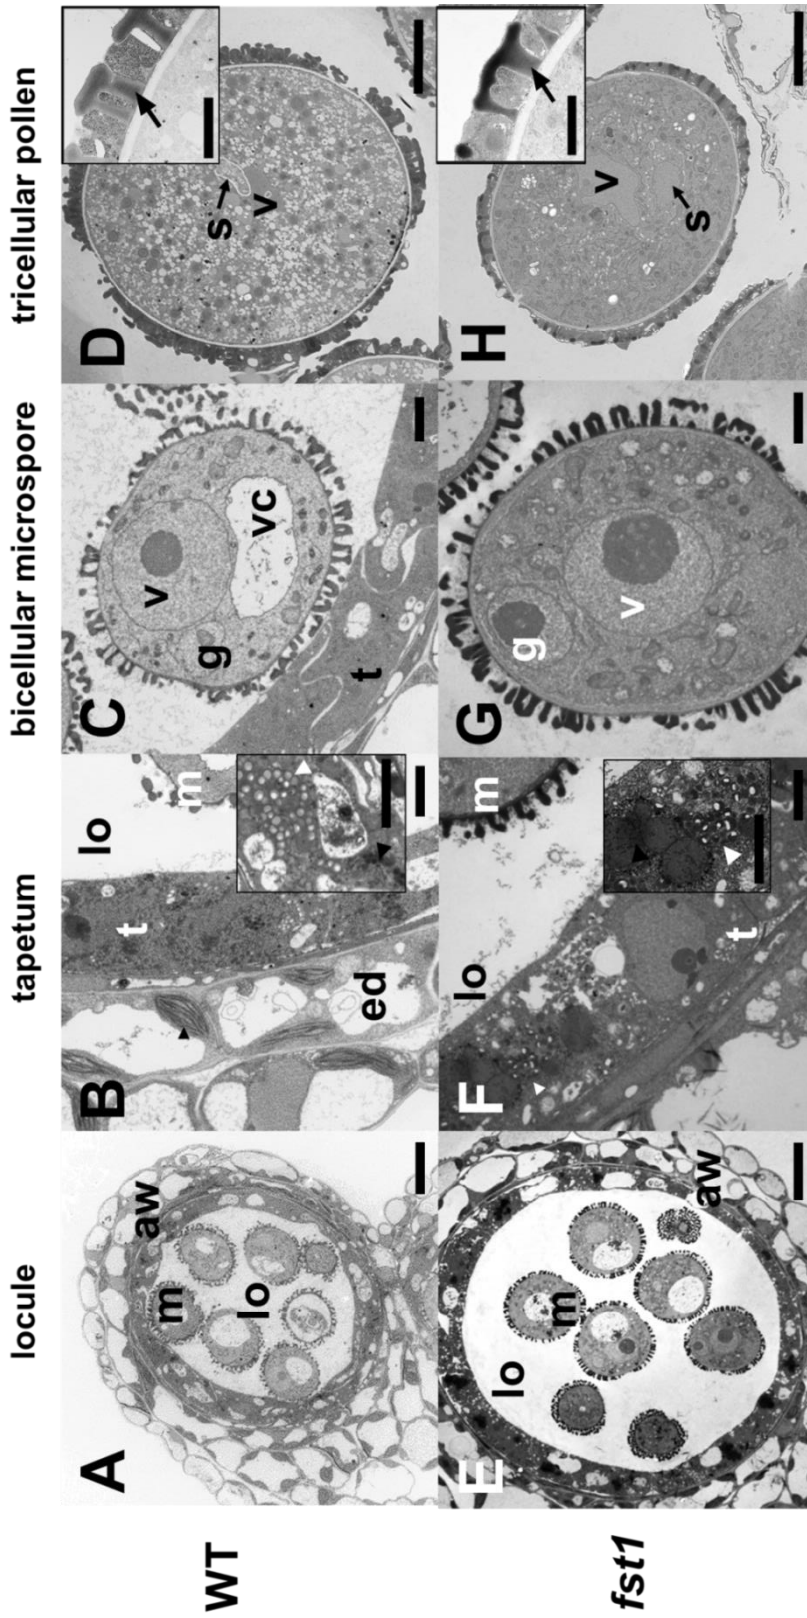 locule tapetum bicellular microspore tricellular pollen
WT
A aw m lo
B t lo m ed
C v g vc t
D s v
fst1
E lo m aw
F lo m t
G g v
H v s